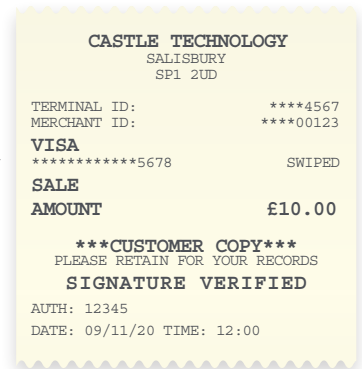 CASTLE TECHNOLOGY
SALISBURY
SP1 2UD
TERMINAL ID: ****4567
MERCHANT ID: ****00123
VISA
************5678 SWIPED
SALE
AMOUNT £10.00
***CUSTOMER COPY***
PLEASE RETAIN FOR YOUR RECORDS
SIGNATURE VERIFIED
AUTH: 12345
DATE: 09/11/20 TIME: 12:00